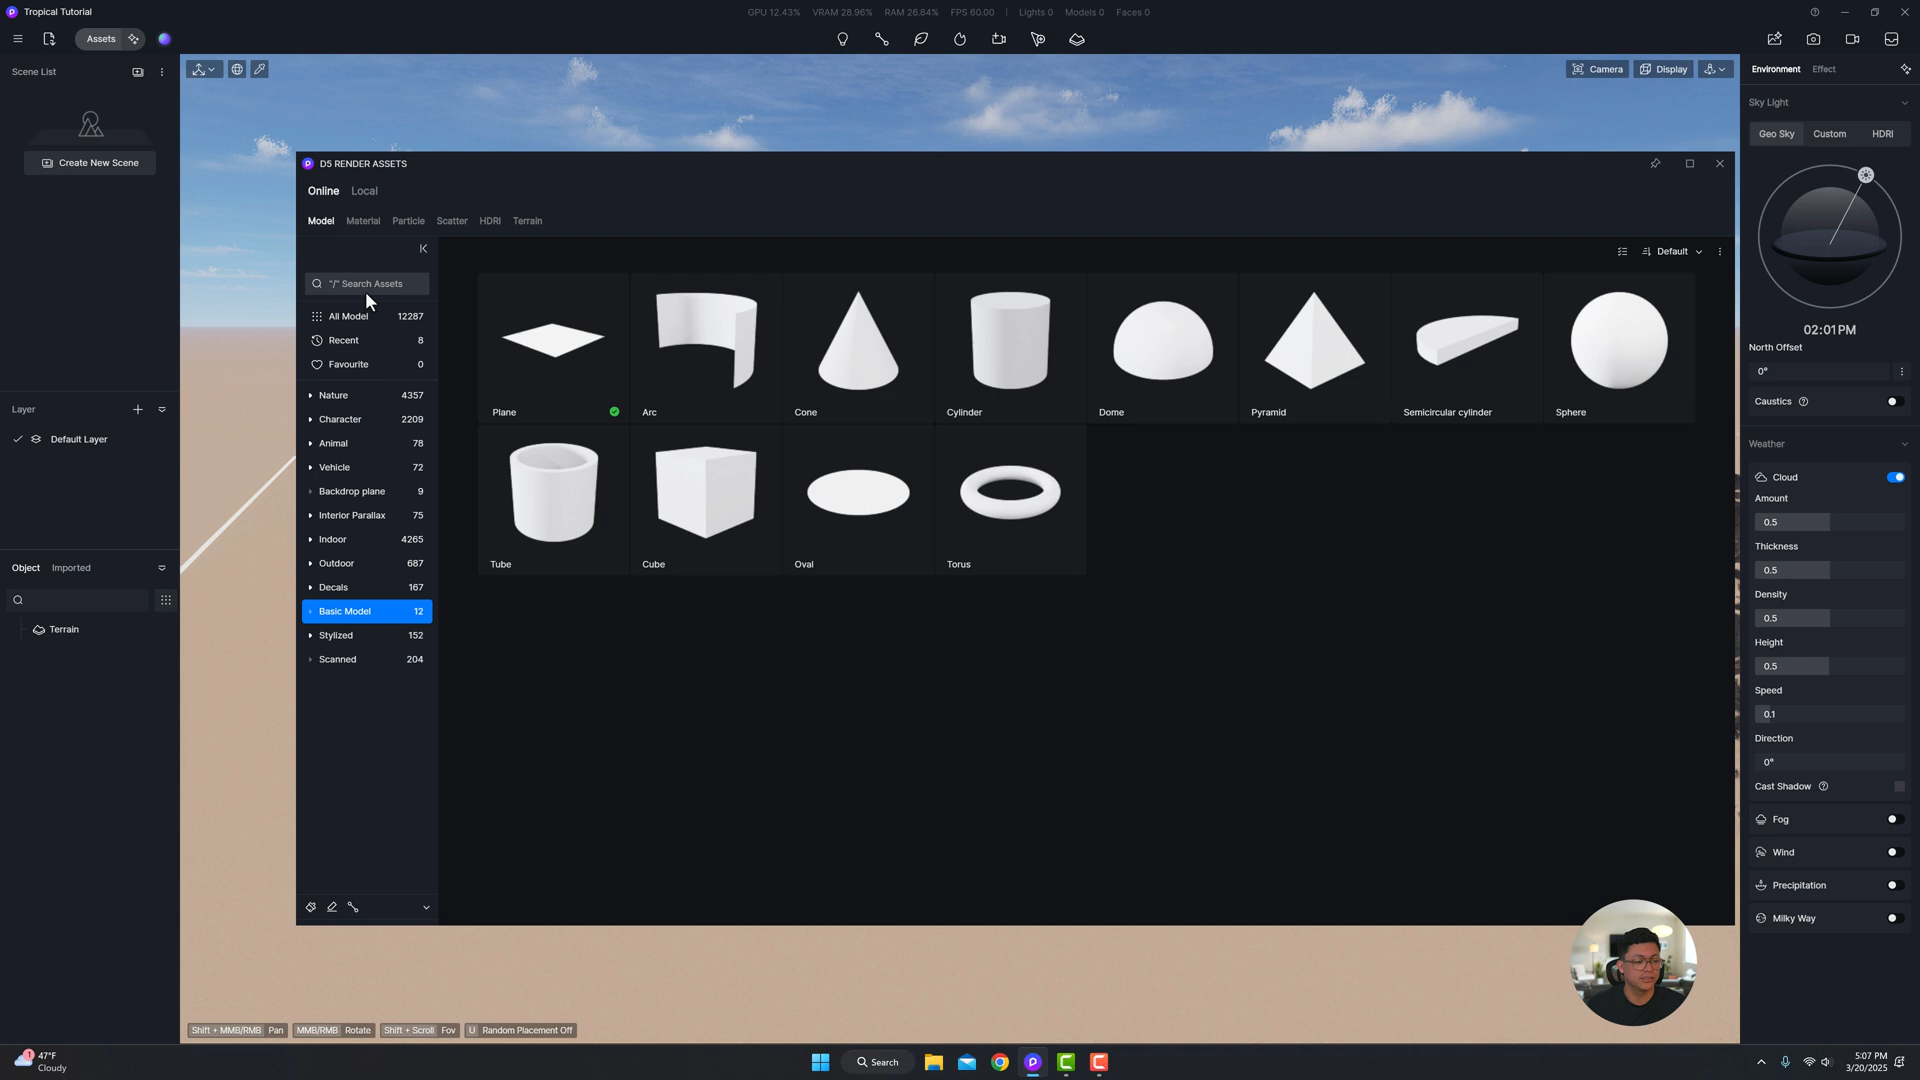 Tropical Tutorial
GPU 12.43% VRAM 28.96% RAM 26.84% FPS 60.00 | Lights 0 Models 0 Faces 0
Assets
Scene List
Create New Scene
Layer
Default Layer
Object Imported
Terrain
Camera Display
D5 RENDER ASSETS
Online Local
Model Material Particle Scatter HDRI Terrain
"/" Search Assets
All Model 12287
Recent 8
Favourite 0
Nature 4357
Character 2209
Animal 78
Vehicle 72
Backdrop plane 9
Interior Parallax 75
Indoor 4265
Outdoor 687
Decals 167
Basic Model 12
Stylized 152
Scanned 204
Default
Plane Arc Cone Cylinder Dome Pyramid Semicircular cylinder Sphere
Tube Cube Oval Torus
Shift + MMB/RMB Pan MMB/RMB Rotate Shift + Scroll Fov U Random Placement Off
Environment Effect
Sky Light
Geo Sky Custom HDRI
02:01PM
North Offset
0°
Caustics
Weather
Cloud
Amount
0.5
Thickness
0.5
Density
0.5
Height
0.5
Speed
0.1
Direction
0°
Cast Shadow
Fog
Wind
Precipitation
Milky Way
1
47°F
Cloudy
Search
5:07 PM
3/20/2025